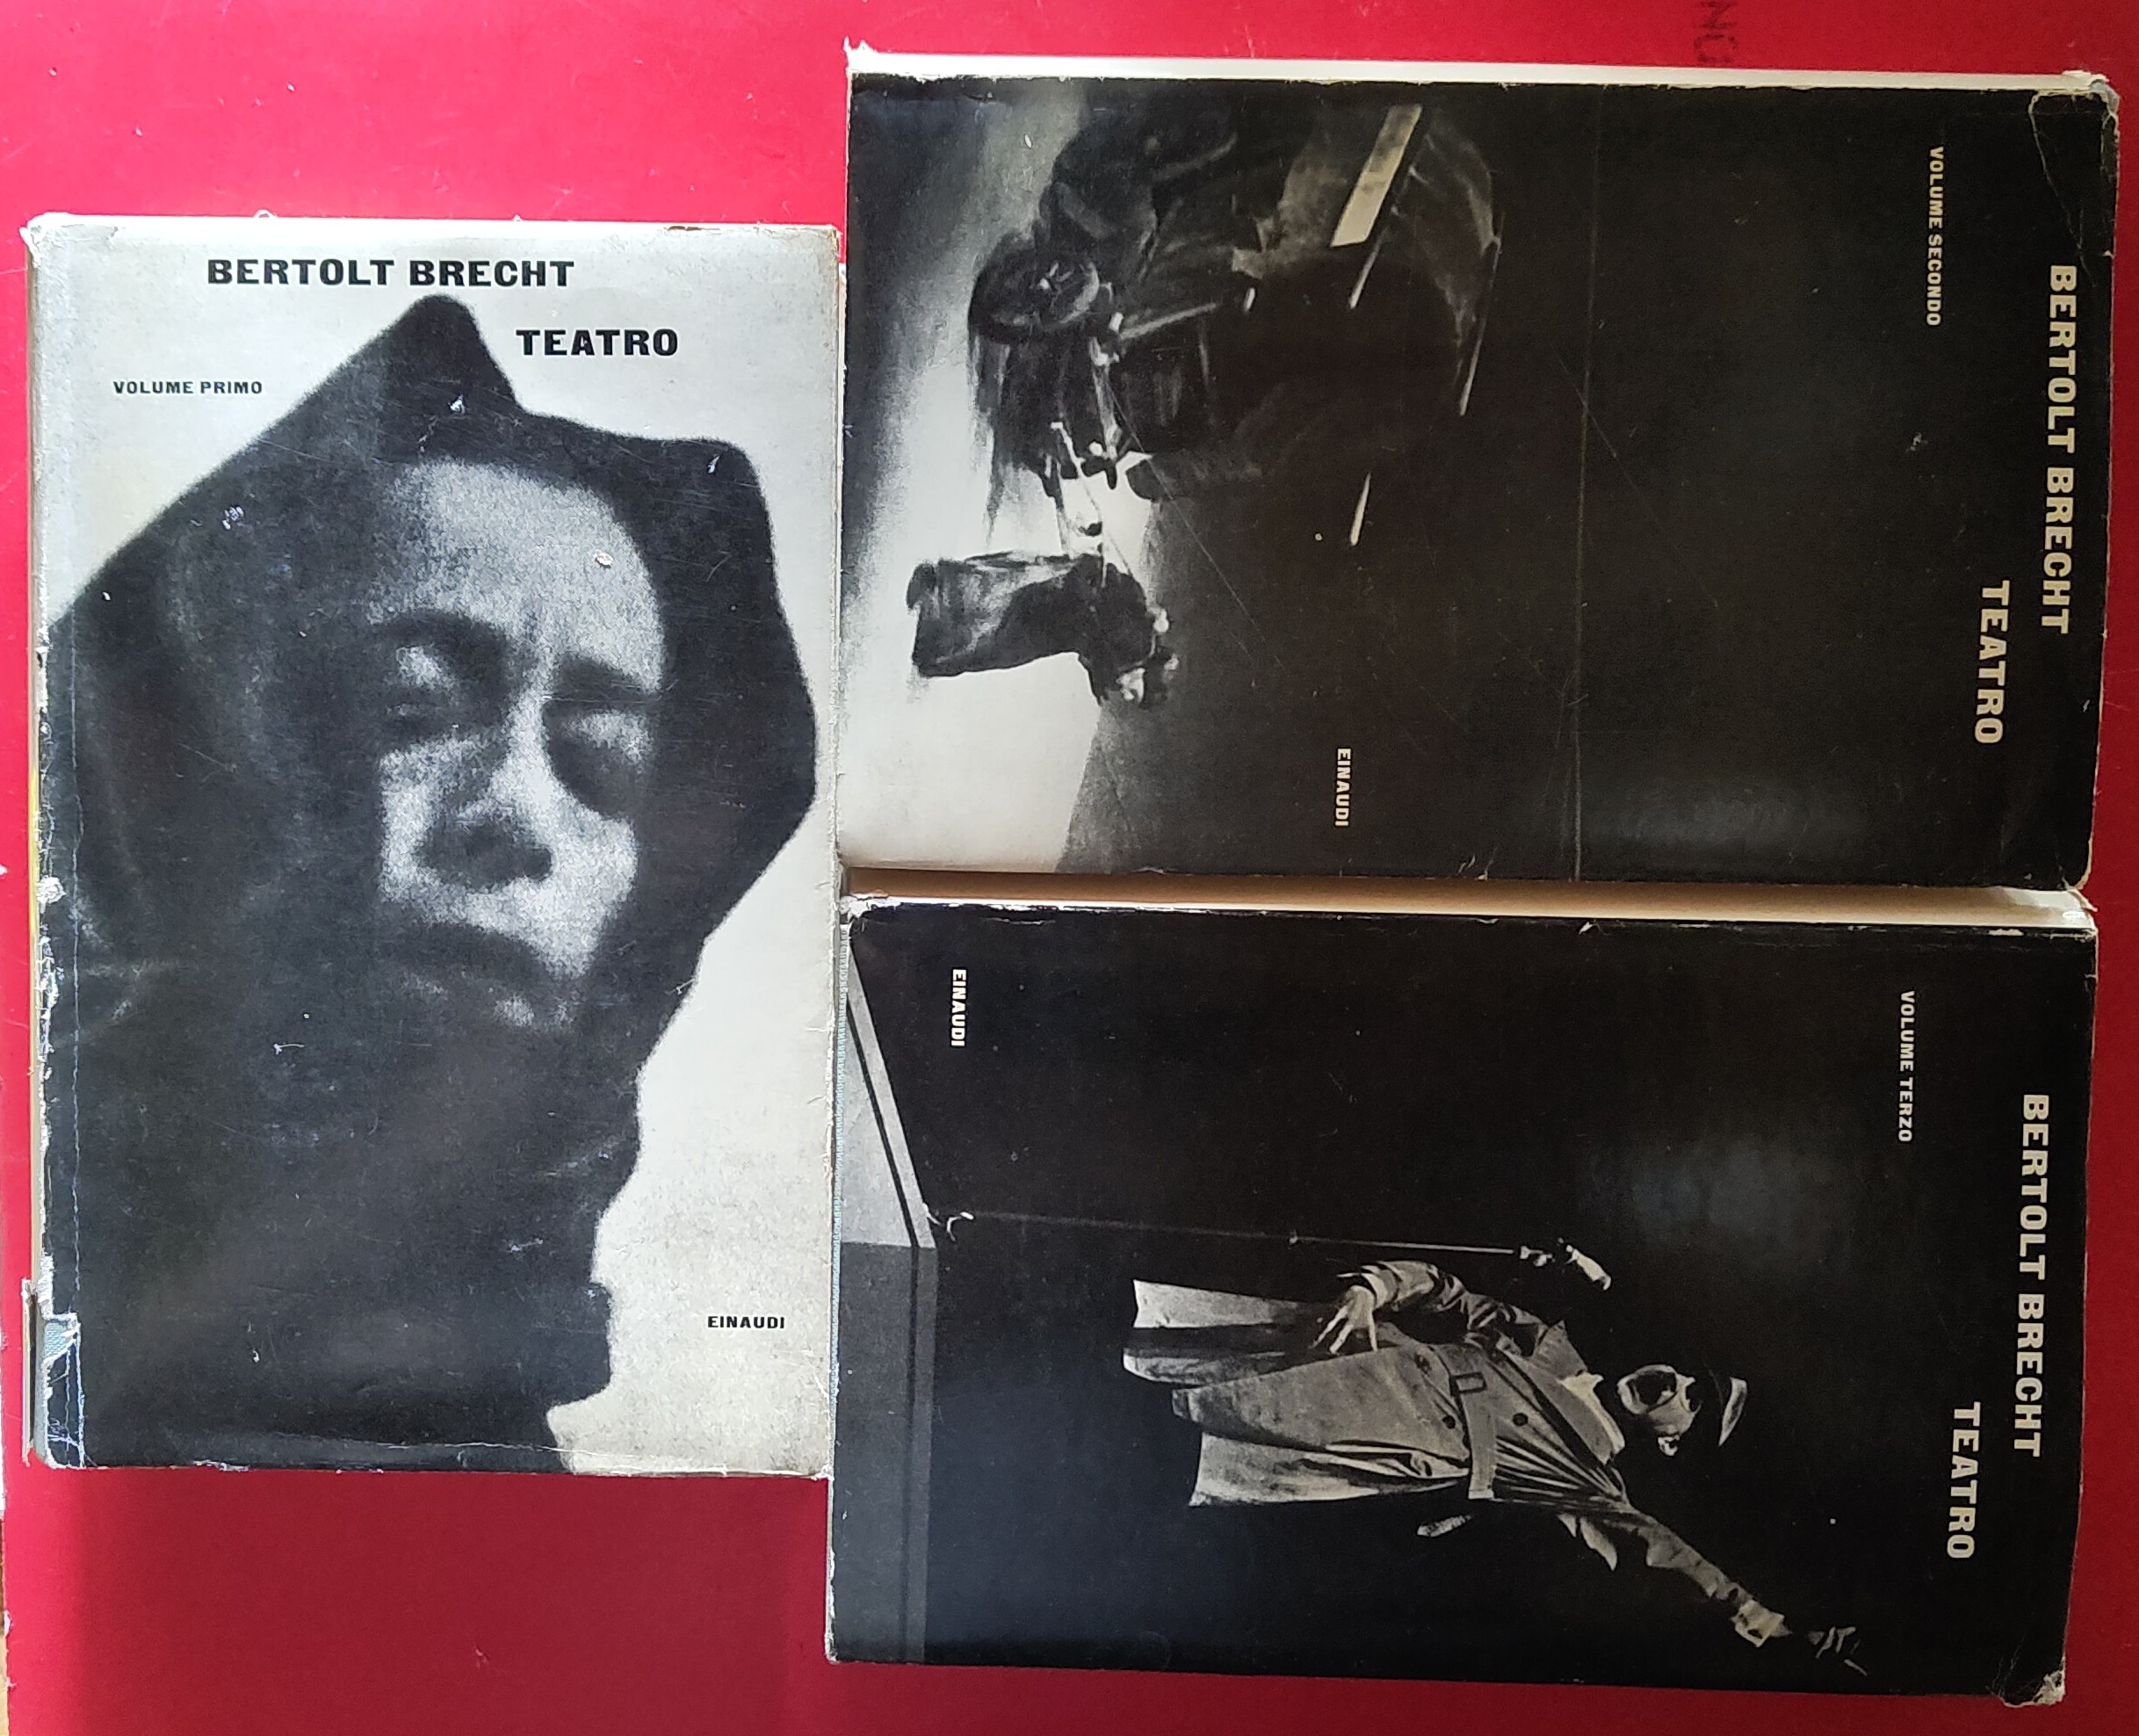 BERTOLT BRECHT
TEATRO
VOLUME PRIMO
EINAUDI
BERTOLT BRECHT
TEATRO
VOLUME SECONDO
EINAUDI
BERTOLT BRECHT
TEATRO
VOLUME TERZO
EINAUDI